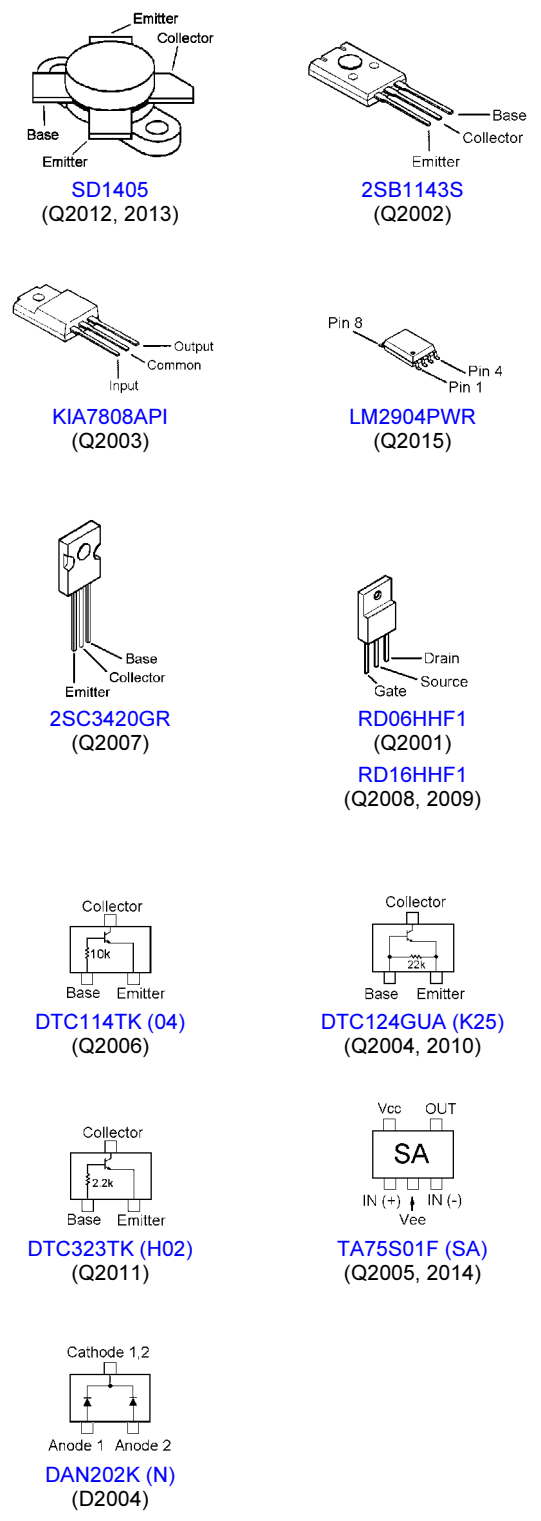 Emitter
Collector
Base
Emitter
SD1405
(Q2012, 2013)
Base
Collector
Emitter
2SB1143S
(Q2002)
Output
Common
Input
KIA7808API
(Q2003)
Pin 8
Pin 4
Pin 1
LM2904PWR
(Q2015)
Base
Collector
Emitter
2SC3420GR
(Q2007)
Drain
Source
Gate
RD06HHF1
(Q2001)
RD16HHF1
(Q2008, 2009)
Collector
10k
Base Emitter
DTC114TK (04)
(Q2006)
Collector
22k
Base Emitter
DTC124GUA (K25)
(Q2004, 2010)
Collector
2.2k
Base Emitter
DTC323TK (H02)
(Q2011)
Vcc OUT
SA
IN (+) IN (-)
Vee
TA75S01F (SA)
(Q2005, 2014)
Cathode 1,2
Anode 1 Anode 2
DAN202K (N)
(D2004)